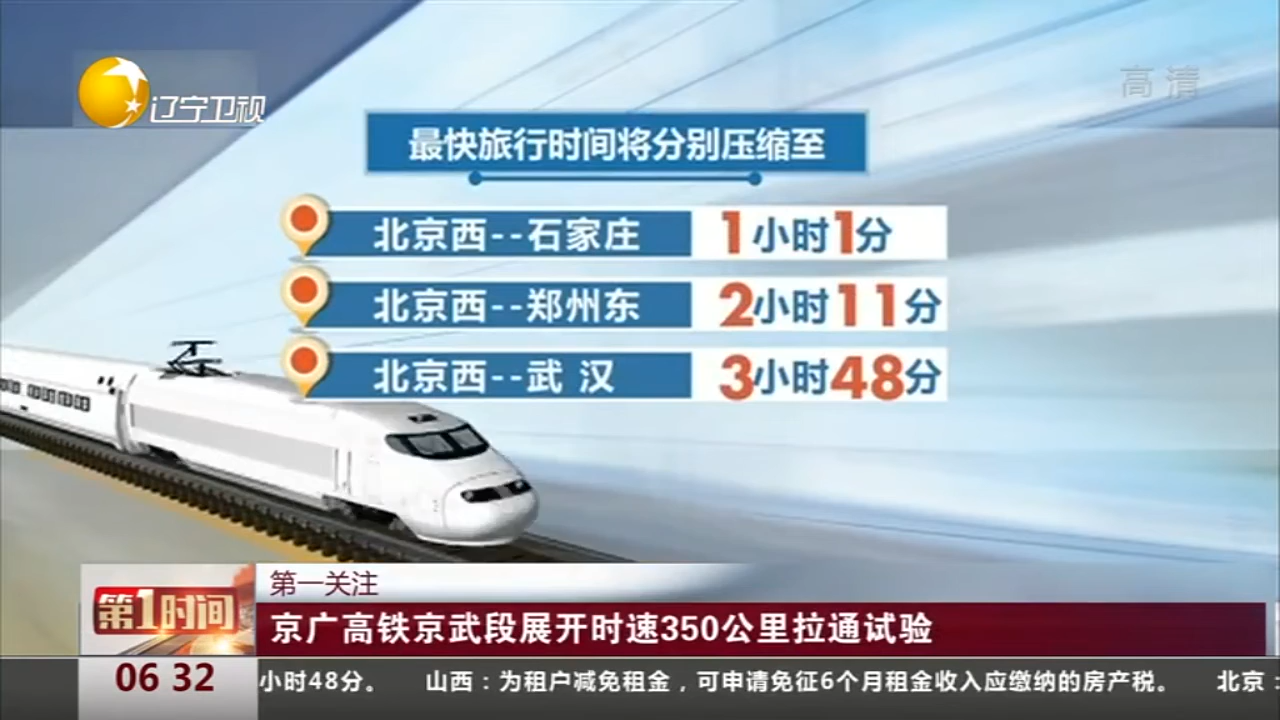 辽宁卫视
高清
最快旅行时间将分别压缩至
北京西--石家庄 1小时1分
北京西--郑州东 2小时11分
北京西--武 汉 3小时48分
第一关注
第1时间
京广高铁京武段展开时速350公里拉通试验
06 32
小时48分。 山西：为租户减免租金，可申请免征6个月租金收入应缴纳的房产税。 北京：